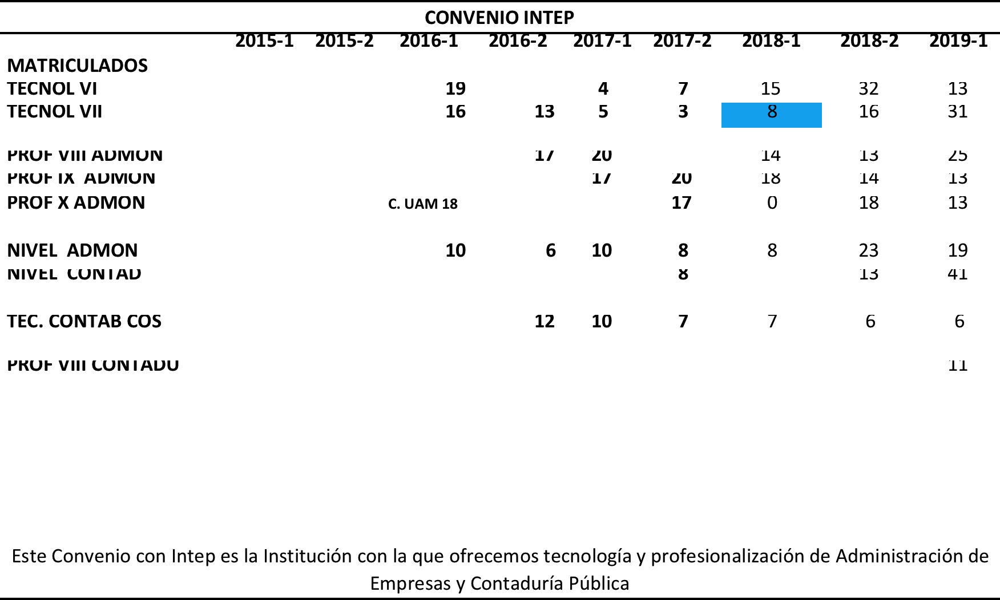 CONVENIO INTEP
2015-1 2015-2 2016-1 2016-2 2017-1 2017-2 2018-1 2018-2 2019-1
MATRICULADOS
TECNOL VI 19 4 7 15 32 13
TECNOL VII 16 13 5 3 8 16 31
PROF VIII ADMON 17 20 14 13 25
PROF IX ADMON 17 20 18 14 13
PROF X ADMON C. UAM 18 17 0 18 13
NIVEL ADMON 10 6 10 8 8 23 19
NIVEL CONTAD 8 13 41
TEC. CONTAB COS 12 10 7 7 6 6
PROF VIII CONTADU 11
Este Convenio con Intep es la Institución con la que ofrecemos tecnología y profesionalización de Administración de
Empresas y Contaduría Pública